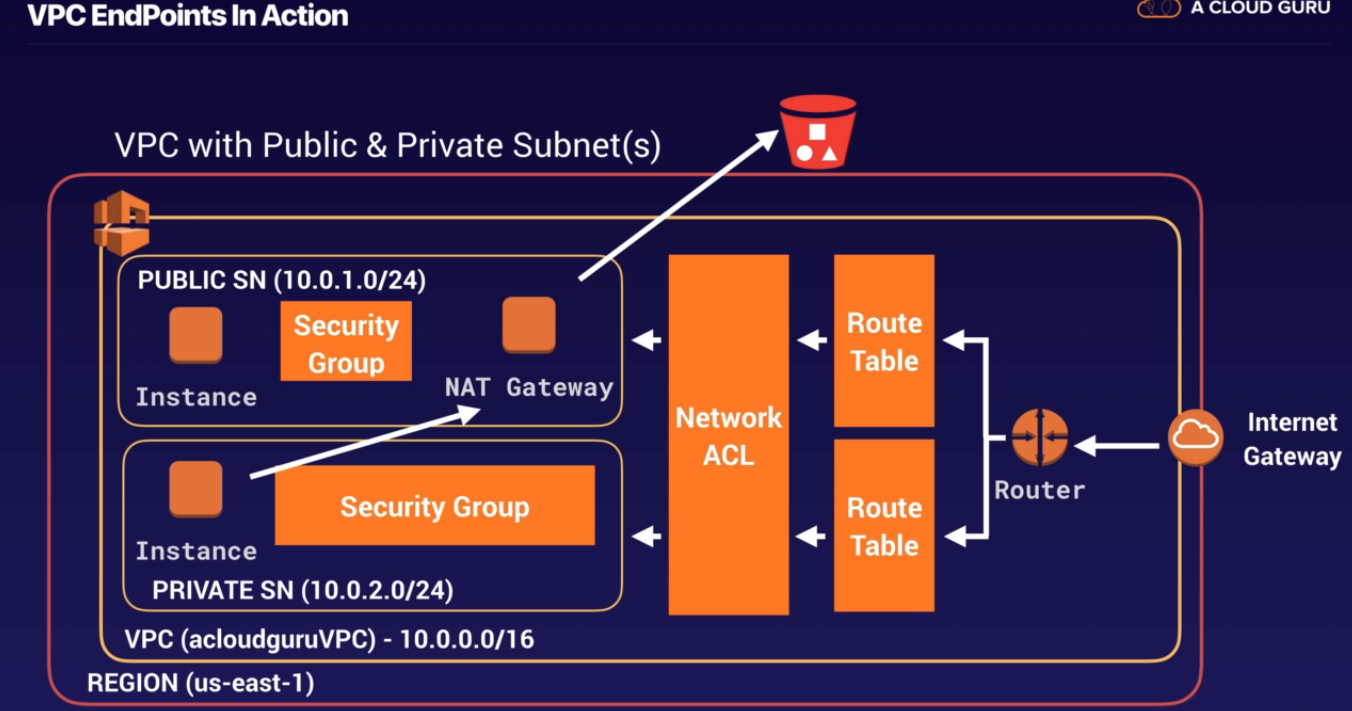 VPC EndPoints In Action
A CLOUD GURU
VPC with Public & Private Subnet(s)
PUBLIC SN (10.0.1.0/24)
Security
Group
Instance
NAT Gateway
Security Group
Instance
PRIVATE SN (10.0.2.0/24)
Network
ACL
Route
Table
Route
Table
Router
Internet
Gateway
VPC (acloudguruVPC) - 10.0.0.0/16
REGION (us-east-1)